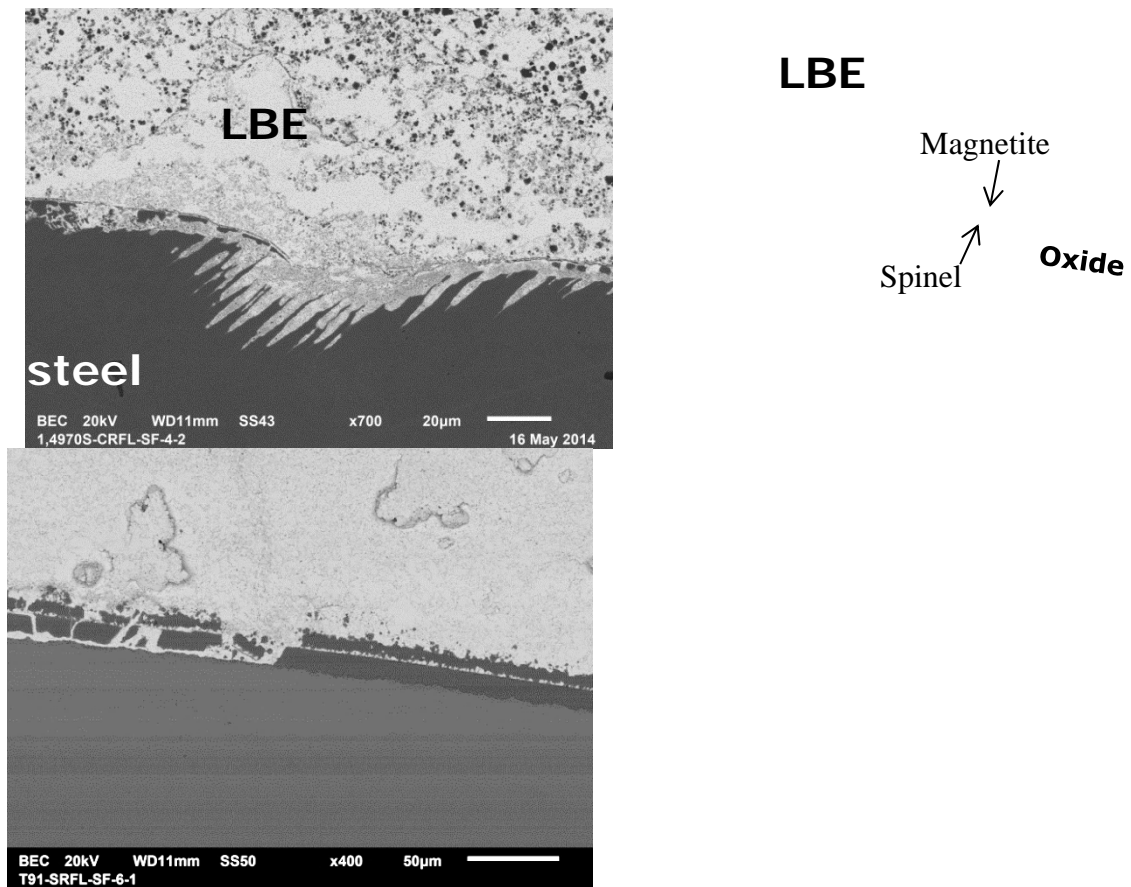 LBE
steel
BEC 20kV WD11mm SS43 x700 20µm
1,4970S-CRFL-SF-4-2 16 May 2014
LBE
Magnetite
Spinel
Oxide
BEC 20kV WD11mm SS50 x400 50µm
T91-SRFL-SF-6-1